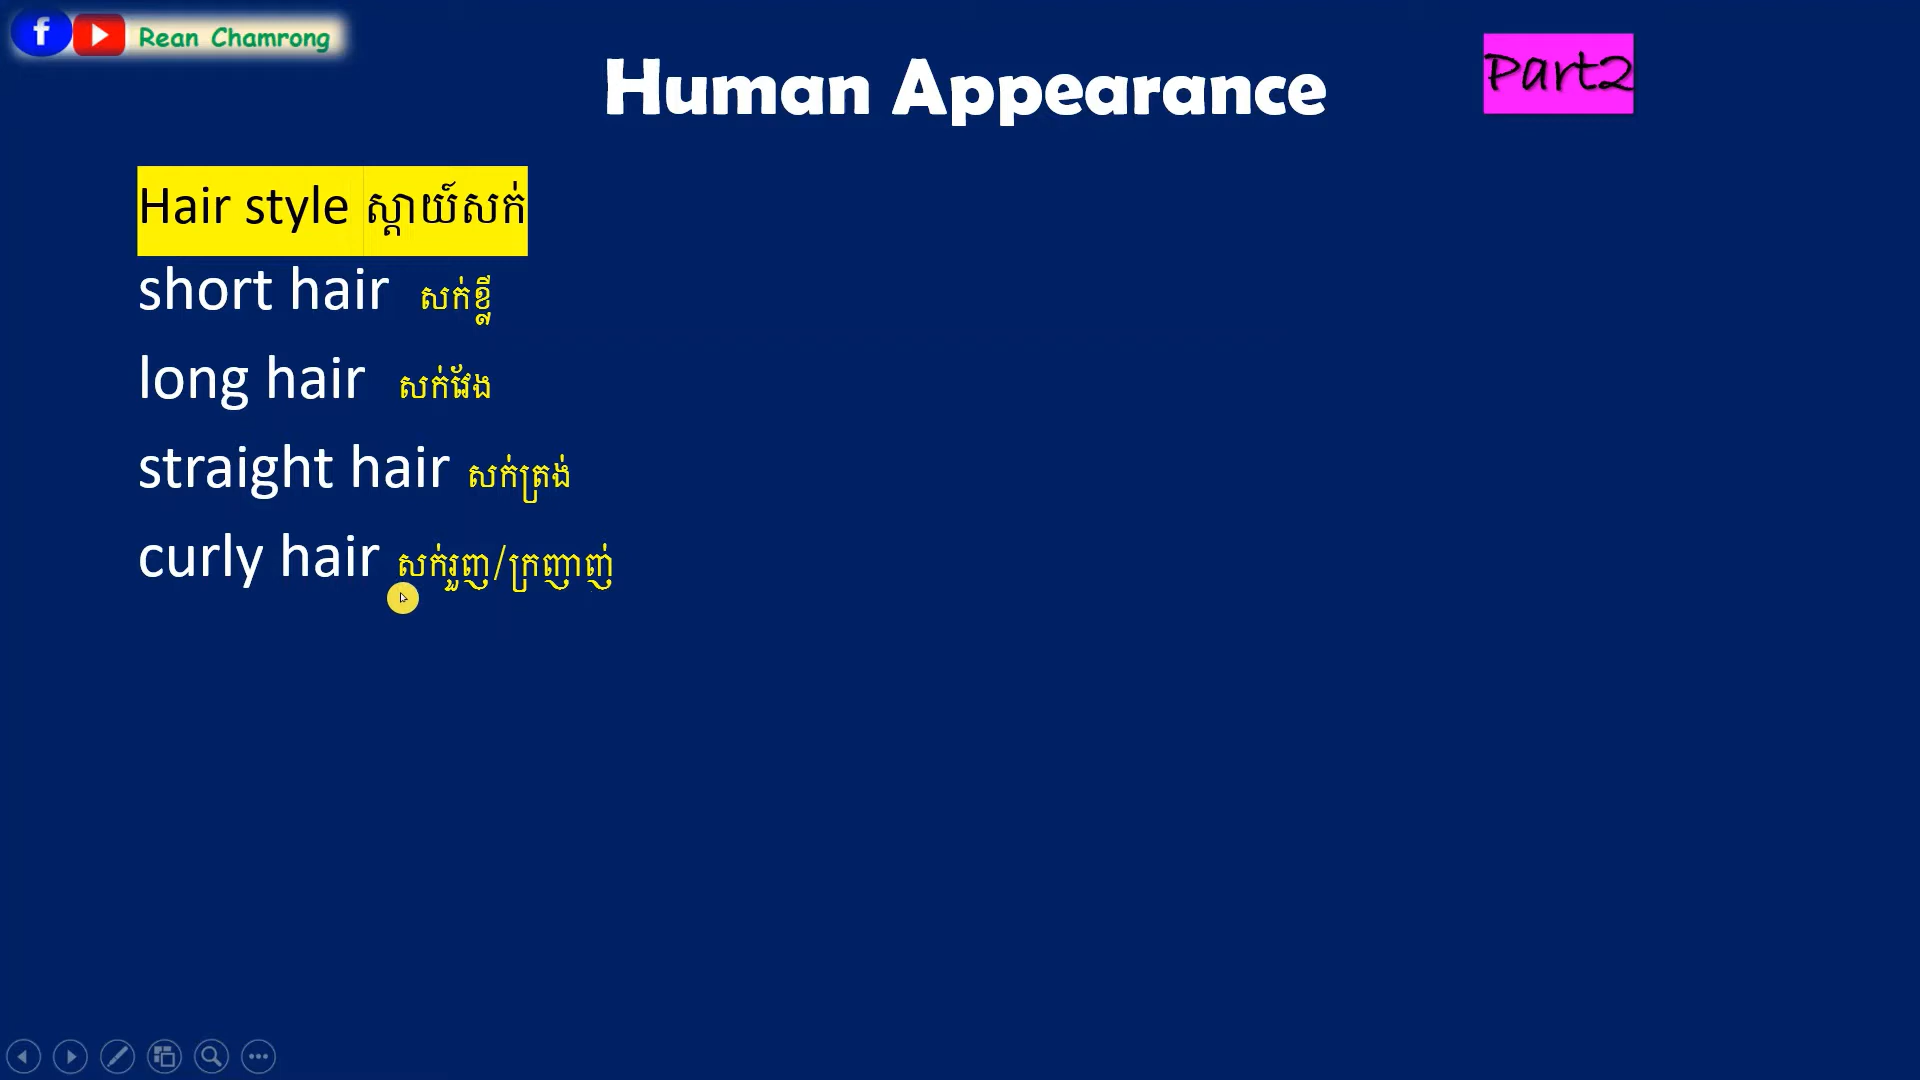 f Rean Chamrong
Human Appearance
Part2
Hair style ស្តាយ៍សក់
short hair សក់ខ្លី
long hair សក់វែង
straight hair សក់ត្រង់
curly hair សក់រួញ/ក្រញាញ់